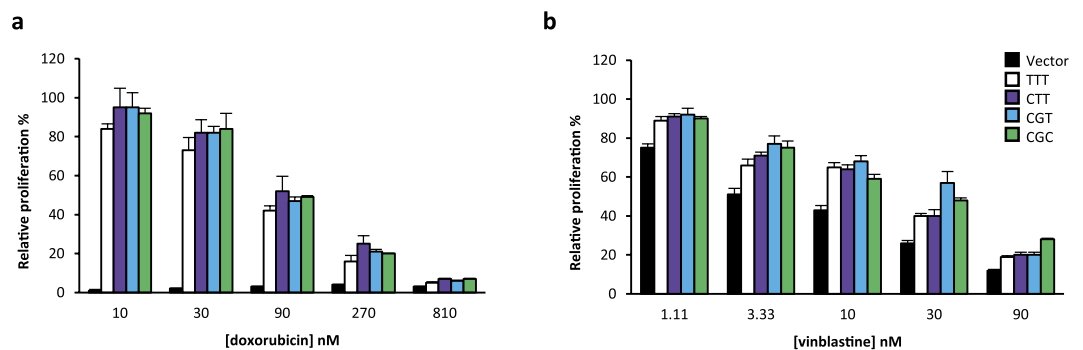 a
Relative proliferation %
120
100
80
60
40
20
0
10 30 90 270 810
[doxorubicin] nM
b
Relative proliferation %
120
100
80
60
40
20
0
1.11 3.33 10 30 90
[vinblastine] nM
Vector
TTT
CTT
CGT
CGC